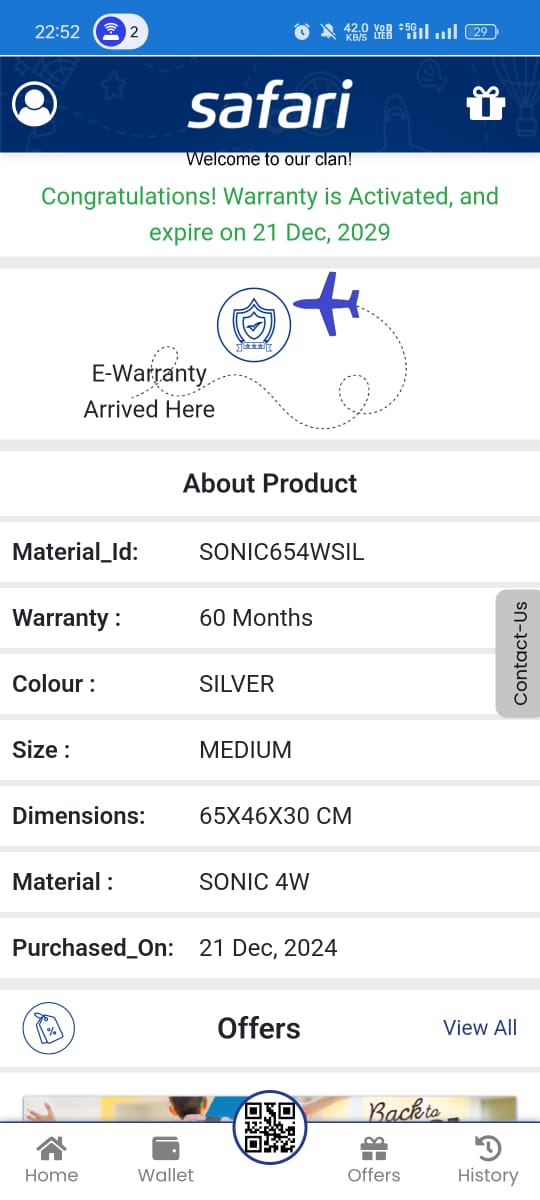 22:52
2
42.0 KB/S
Vo LTE
5G
29
safari
Welcome to our clan!
Congratulations! Warranty is Activated, and
expire on 21 Dec, 2029
E-Warranty
Arrived Here
About Product
Material_Id: SONIC654WSIL
Warranty : 60 Months
Contact-Us
Colour : SILVER
Size : MEDIUM
Dimensions: 65X46X30 CM
Material : SONIC 4W
Purchased_On: 21 Dec, 2024
%
Offers
View All
Back to
Home
Wallet
Offers
History